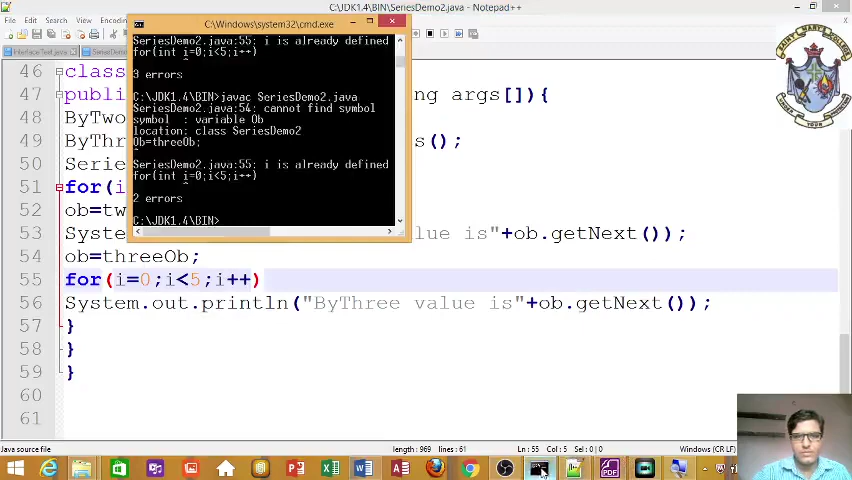 C:\JDK1.4\BIN\SeriesDemo2.java - Notepad++
C:\Windows\system32\cmd.exe
SeriesDemo2.java:55: i is already defined
for(int i=0;i<5;i++)
^
3 errors
C:\JDK1.4\BIN>javac SeriesDemo2.java
SeriesDemo2.java:54: cannot find symbol
symbol : variable Ob
location: class SeriesDemo2
Ob=threeOb;
^
SeriesDemo2.java:55: i is already defined
for(int i=0;i<5;i++)
^
2 errors
C:\JDK1.4\BIN>
File Edit Search
46 class
47 public ng args[]){
48 ByTwo
49 ByThr s();
50 Serie
51 for(i
52 ob=tw
53 Syste lue is"+ob.getNext());
54 ob=threeOb;
55 for(i=0;i<5;i++)
56 System.out.println("ByThree value is"+ob.getNext());
57 }
58 }
59 }
60
61
Java source file length : 969 lines : 61 Ln : 55 Col : 5 Sel : 0 | 0 Windows (CR LF)